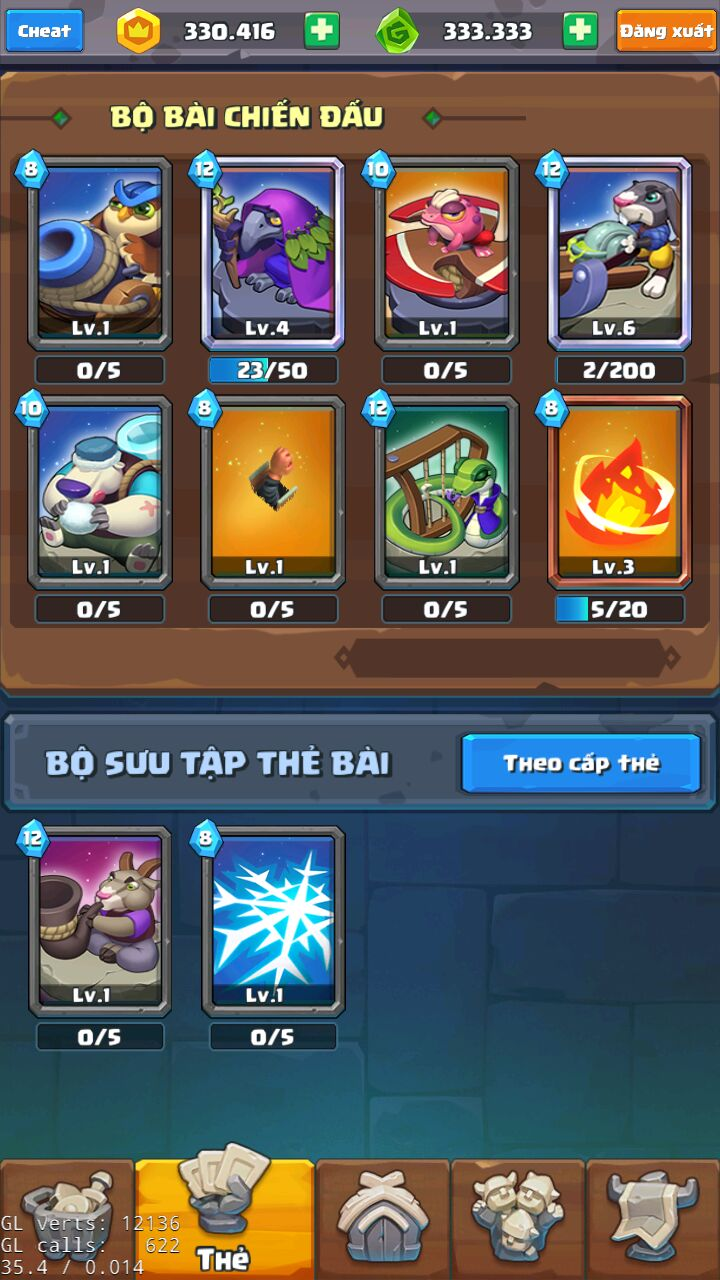 Cheat 330.416 333.333 Đăng xuất
BỘ BÀI CHIẾN ĐẤU
8 12 10 12
Lv.1 Lv.4 Lv.1 Lv.6
0/5 23/50 0/5 2/200
10 8 12 8
Lv.1 Lv.1 Lv.1 Lv.3
0/5 0/5 0/5 5/20
BỘ SƯU TẬP THẺ BÀI Theo cấp thẻ
12 8
Lv.1 Lv.1
0/5 0/5
Thẻ
GL verts: 12136
GL calls: 622
35.4 / 0.014